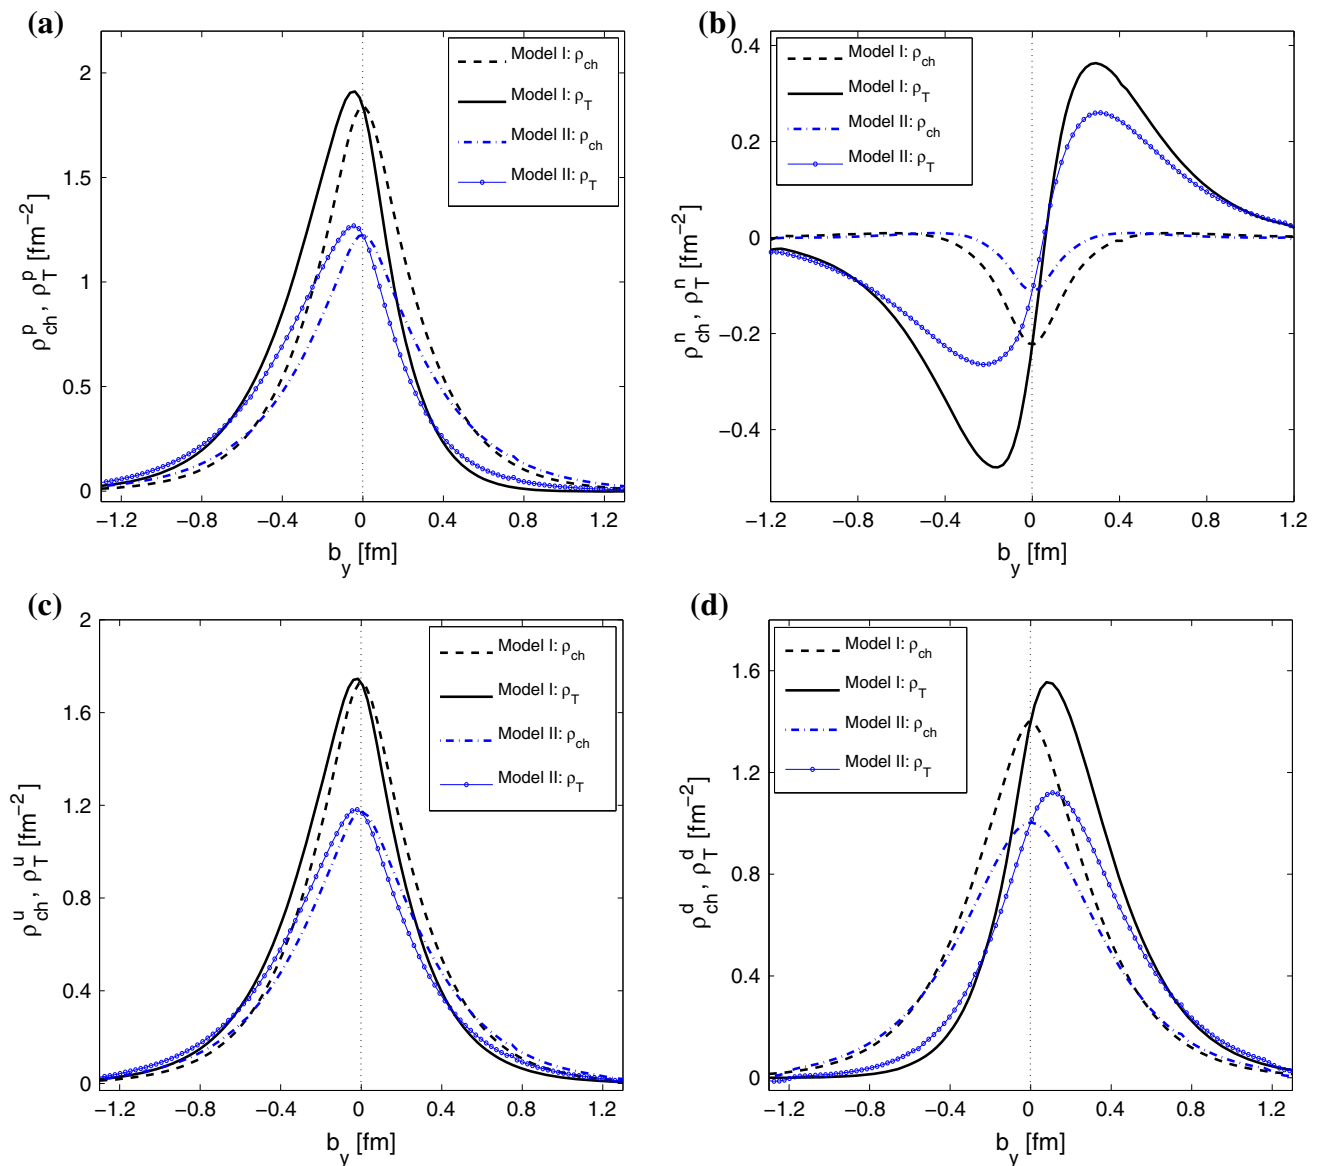 (a)
2
1.5
1
0.5
0
−1.2
−0.8
−0.4
0
0.4
0.8
1.2
b_y [fm]
ρ^p_ch, ρ^p_T [fm^−2]
Model I: ρ_ch
Model I: ρ_T
Model II: ρ_ch
Model II: ρ_T
(b)
0.4
0.2
0
−0.2
−0.4
−1.2
−0.8
−0.4
0
0.4
0.8
1.2
b_y [fm]
ρ^n_ch, ρ^n_T [fm^−2]
Model I: ρ_ch
Model I: ρ_T
Model II: ρ_ch
Model II: ρ_T
(c)
2
1.6
1.2
0.8
0.4
0
−1.2
−0.8
−0.4
0
0.4
0.8
1.2
b_y [fm]
ρ^u_ch, ρ^u_T [fm^−2]
Model I: ρ_ch
Model I: ρ_T
Model II: ρ_ch
Model II: ρ_T
(d)
1.6
1.2
0.8
0.4
0
−1.2
−0.8
−0.4
0
0.4
0.8
1.2
b_y [fm]
ρ^d_ch, ρ^d_T [fm^−2]
Model I: ρ_ch
Model I: ρ_T
Model II: ρ_ch
Model II: ρ_T